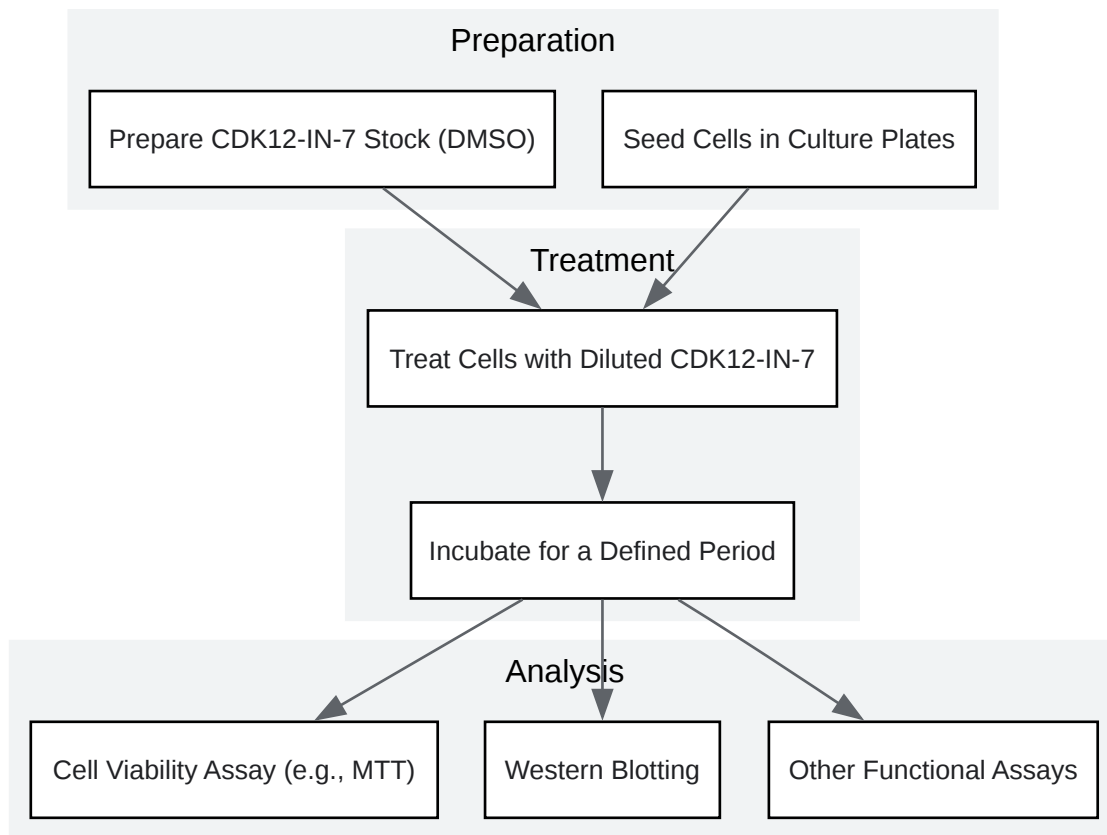 Preparation
Prepare CDK12-IN-7 Stock (DMSO)
Seed Cells in Culture Plates
Treatment
Treat Cells with Diluted CDK12-IN-7
Incubate for a Defined Period
Analysis
Cell Viability Assay (e.g., MTT)
Western Blotting
Other Functional Assays